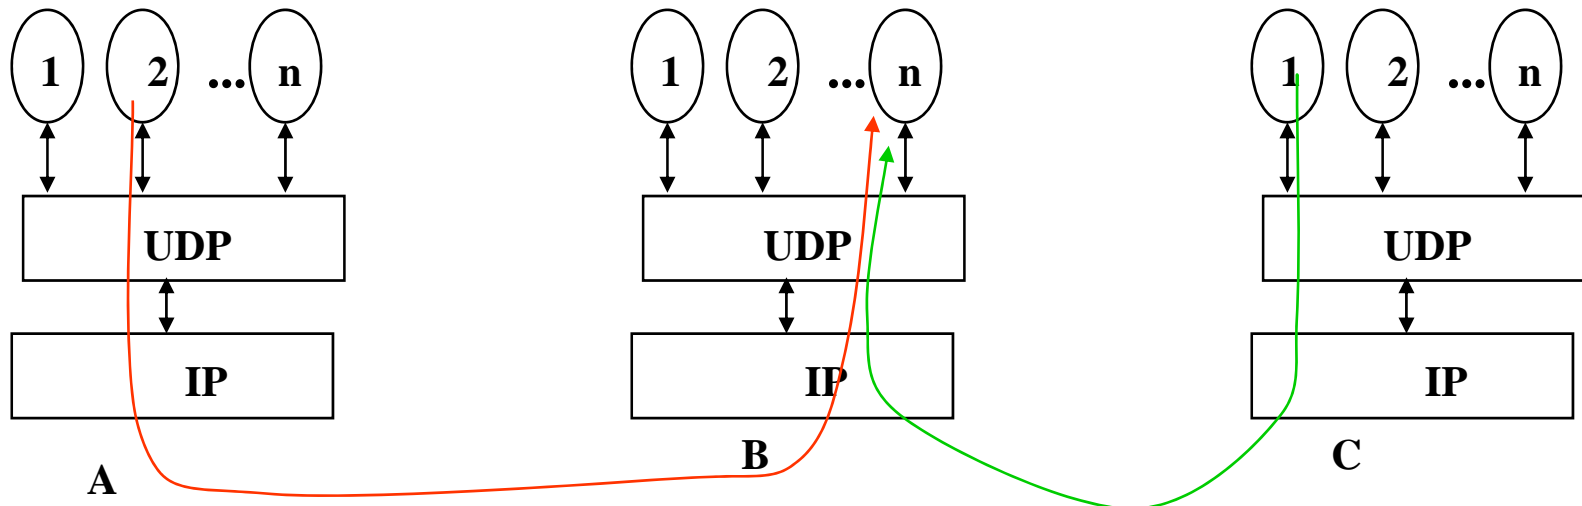 1 2 ... n 1 2 ... n 1 2 ... n
UDP UDP UDP
IP IP IP
A B C